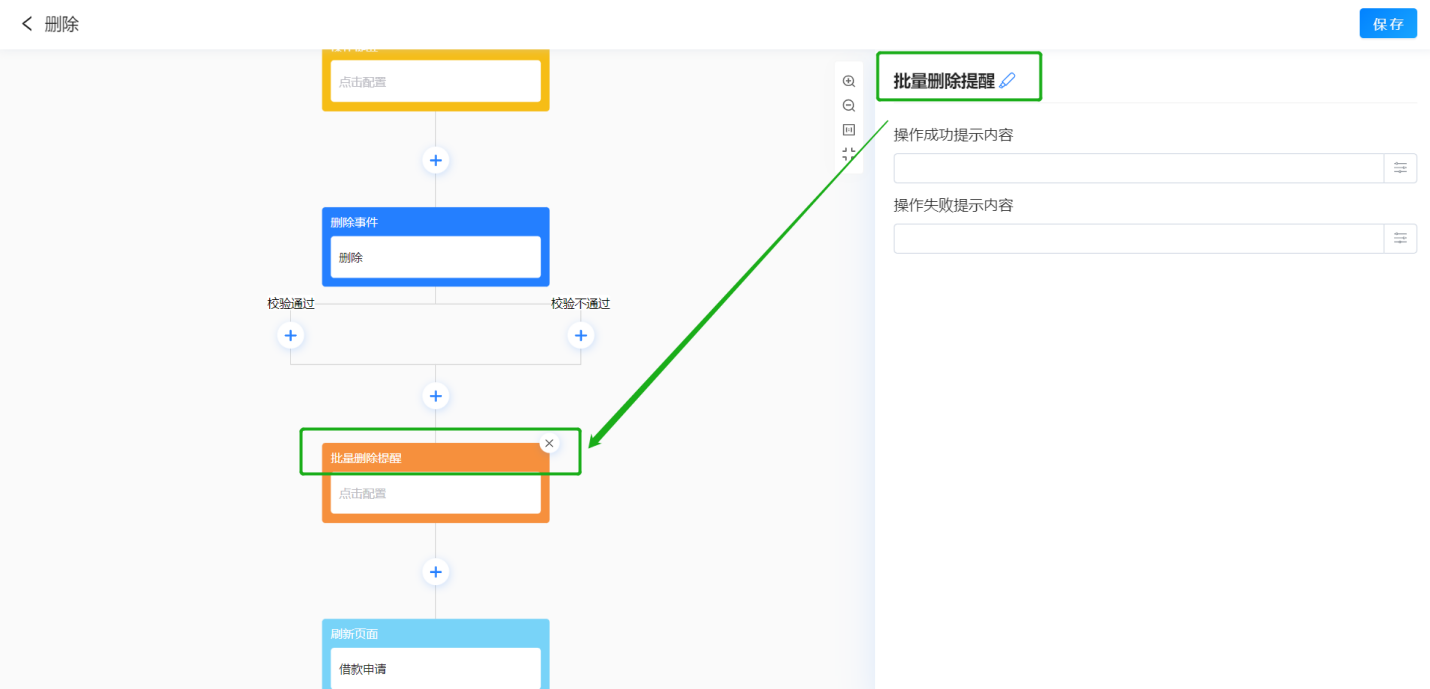 删除
保存
点击配置
删除事件
删除
校验通过
校验不通过
批量删除提醒
点击配置
刷新页面
借款申请
批量删除提醒
操作成功提示内容
操作失败提示内容